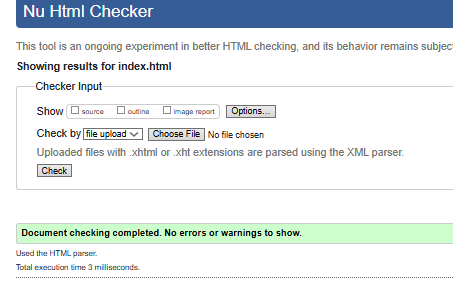 Nu Html Checker
This tool is an ongoing experiment in better HTML checking, and its behavior remains subjec
Showing results for index.html
Checker Input
Show source outline image report Options...
Check by file upload Choose File No file chosen
Uploaded files with .xhtml or .xht extensions are parsed using the XML parser.
Check
Document checking completed. No errors or warnings to show.
Used the HTML parser.
Total execution time 3 milliseconds.